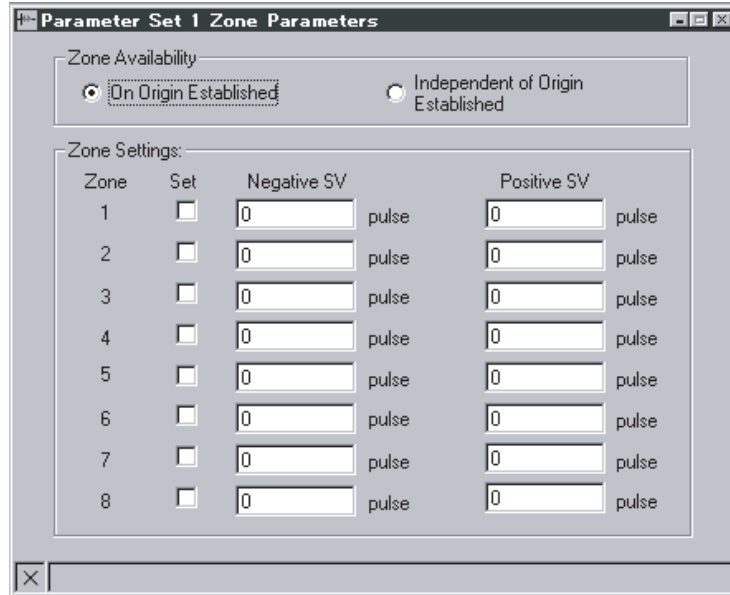 Parameter Set 1 Zone Parameters
Zone Availability
On Origin Established
Independent of Origin
Established
Zone Settings:
Zone Set Negative SV Positive SV
1 0 pulse 0 pulse
2 0 pulse 0 pulse
3 0 pulse 0 pulse
4 0 pulse 0 pulse
5 0 pulse 0 pulse
6 0 pulse 0 pulse
7 0 pulse 0 pulse
8 0 pulse 0 pulse